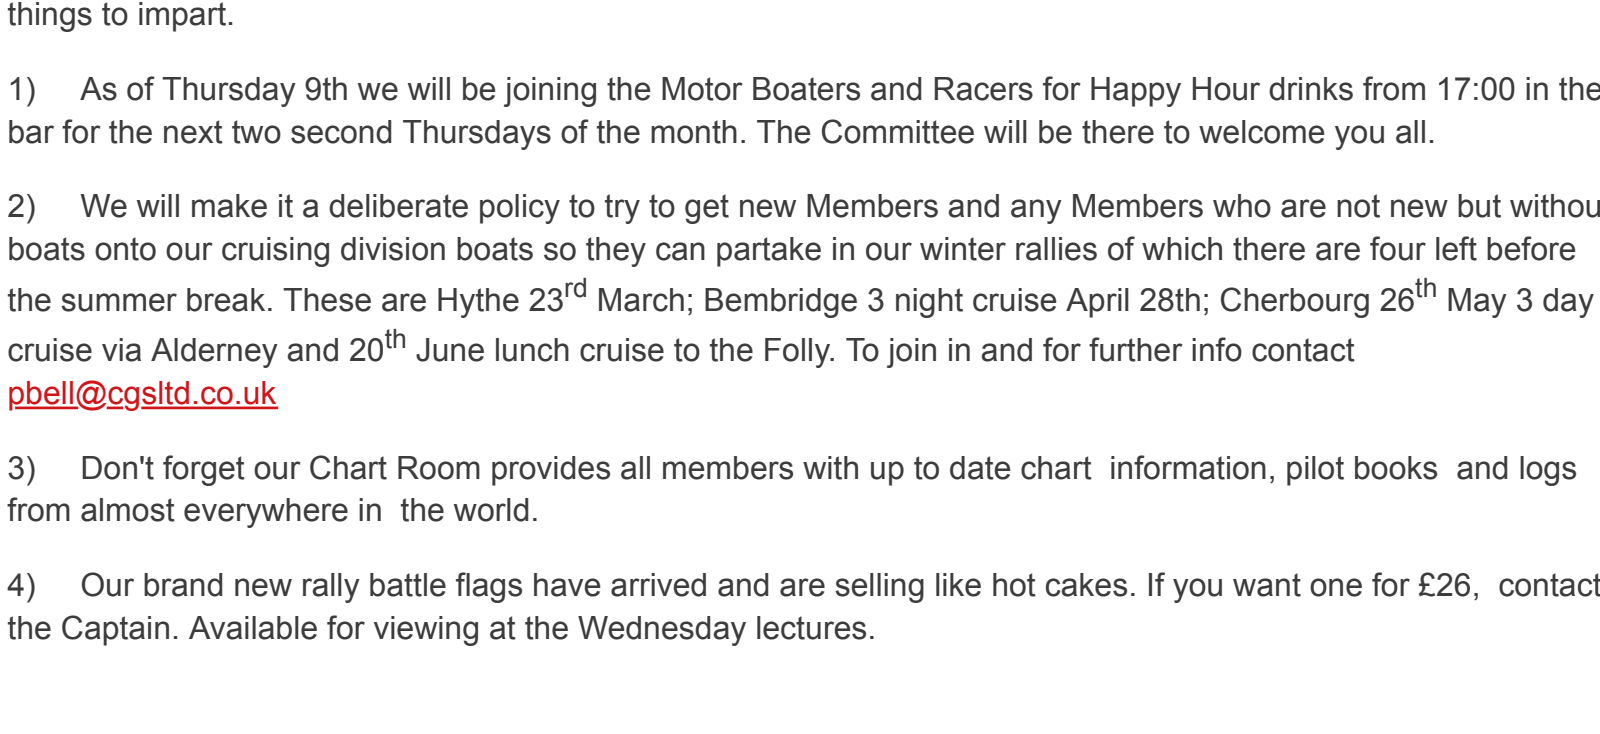 things to impart.
1) As of Thursday 9th we will be joining the Motor Boaters and Racers for Happy Hour drinks from 17:00 in the
bar for the next two second Thursdays of the month. The Committee will be there to welcome you all.
2) We will make it a deliberate policy to try to get new Members and any Members who are not new but withou
boats onto our cruising division boats so they can partake in our winter rallies of which there are four left before
the summer break. These are Hythe 23rd March; Bembridge 3 night cruise April 28th; Cherbourg 26th May 3 day
cruise via Alderney and 20th June lunch cruise to the Folly. To join in and for further info contact
pbell@cgsltd.co.uk
3) Don't forget our Chart Room provides all members with up to date chart  information, pilot books  and logs
from almost everywhere in  the world.
4) Our brand new rally battle flags have arrived and are selling like hot cakes. If you want one for £26,  contact
the Captain. Available for viewing at the Wednesday lectures.